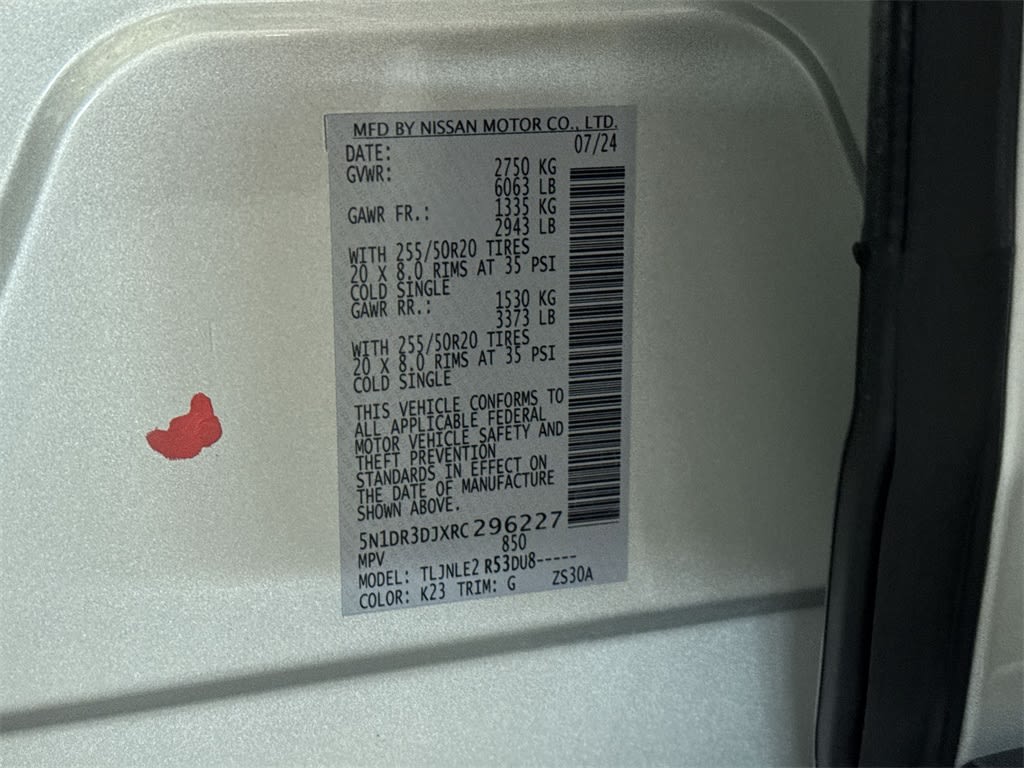 MFD BY NISSAN MOTOR CO., LTD.
DATE: 07/24
GVWR: 2750 KG
6063 LB
GAWR FR.: 1335 KG
2943 LB
WITH 255/50R20 TIRES
20 X 8.0 RIMS AT 35 PSI
COLD SINGLE
GAWR RR.: 1530 KG
3373 LB
WITH 255/50R20 TIRES
20 X 8.0 RIMS AT 35 PSI
COLD SINGLE
THIS VEHICLE CONFORMS TO
ALL APPLICABLE FEDERAL
MOTOR VEHICLE SAFETY AND
THEFT PREVENTION
STANDARDS IN EFFECT ON
THE DATE OF MANUFACTURE
SHOWN ABOVE.
5N1DR3DJXRC296227
MPV 850
MODEL: TLJNLE2 R53DU8-----
COLOR: K23 TRIM: G ZS30A